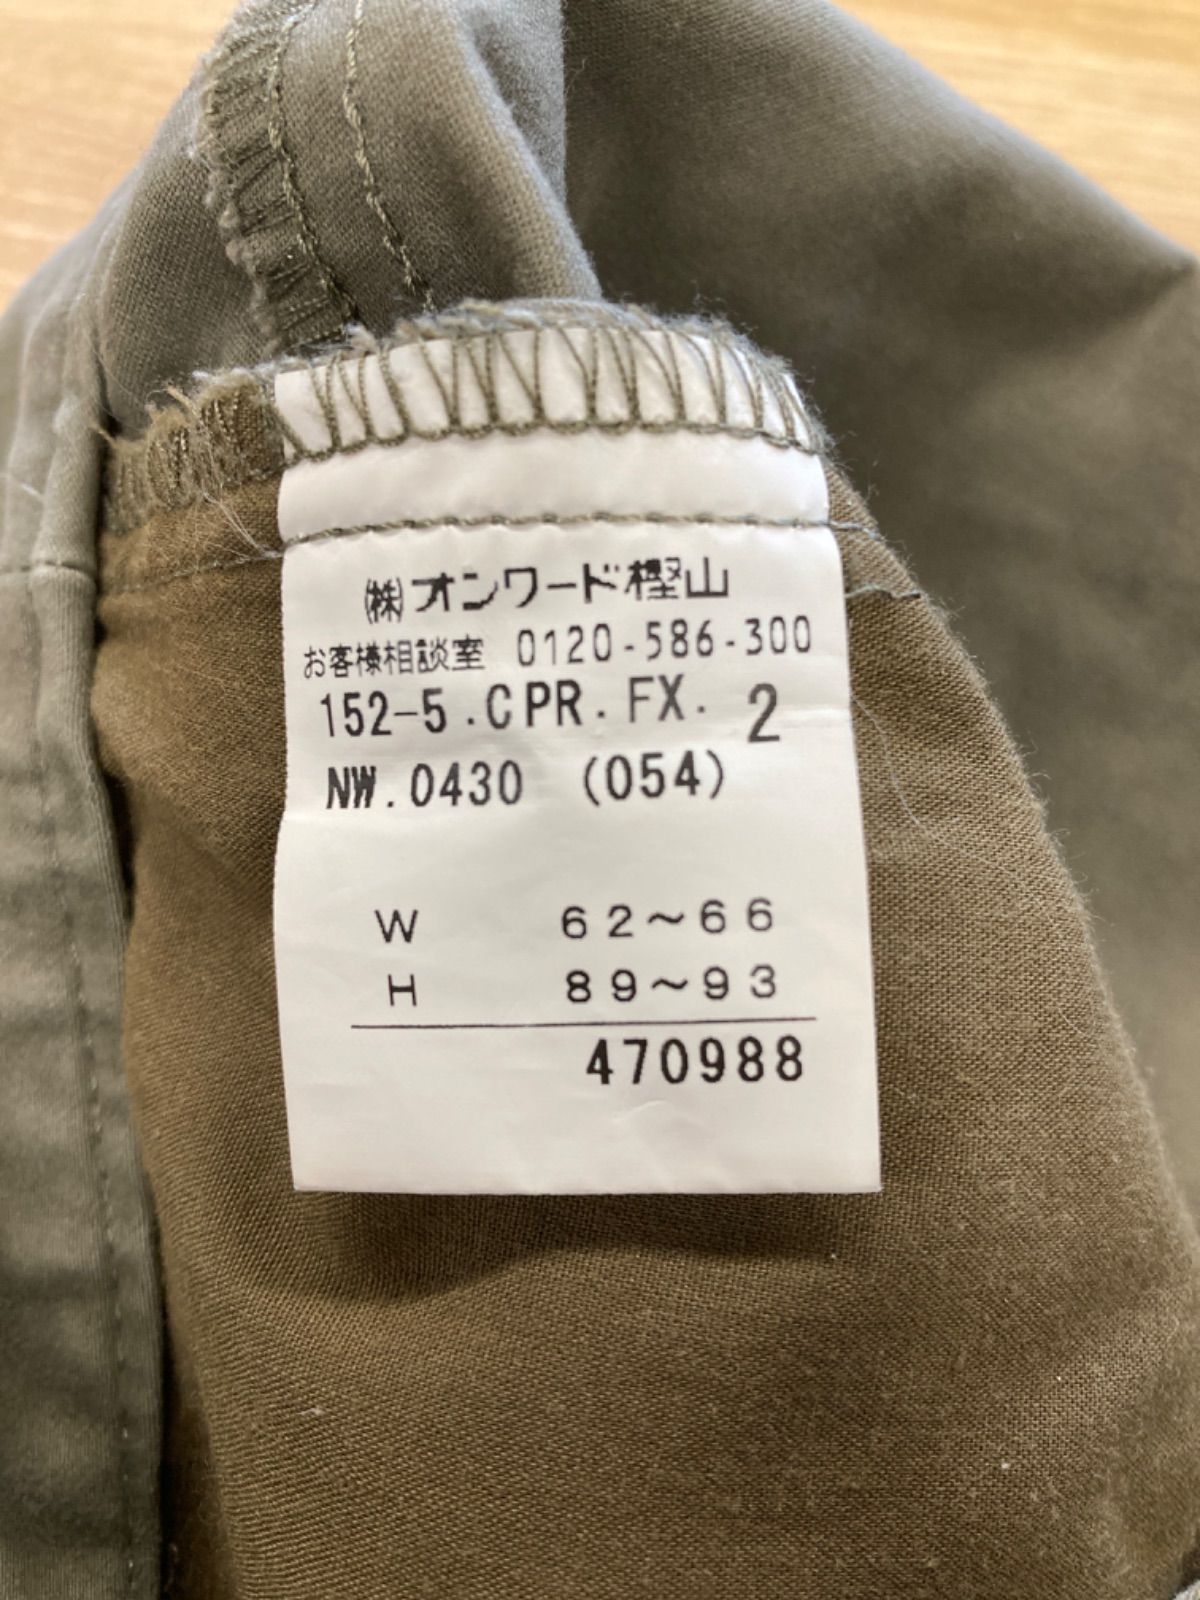 ㈱オンワード樫山
お客様相談室 0120-586-300
152-5.CPR.FX. 2
NW.0430 (054)
W 62～66
H 89～93
470988